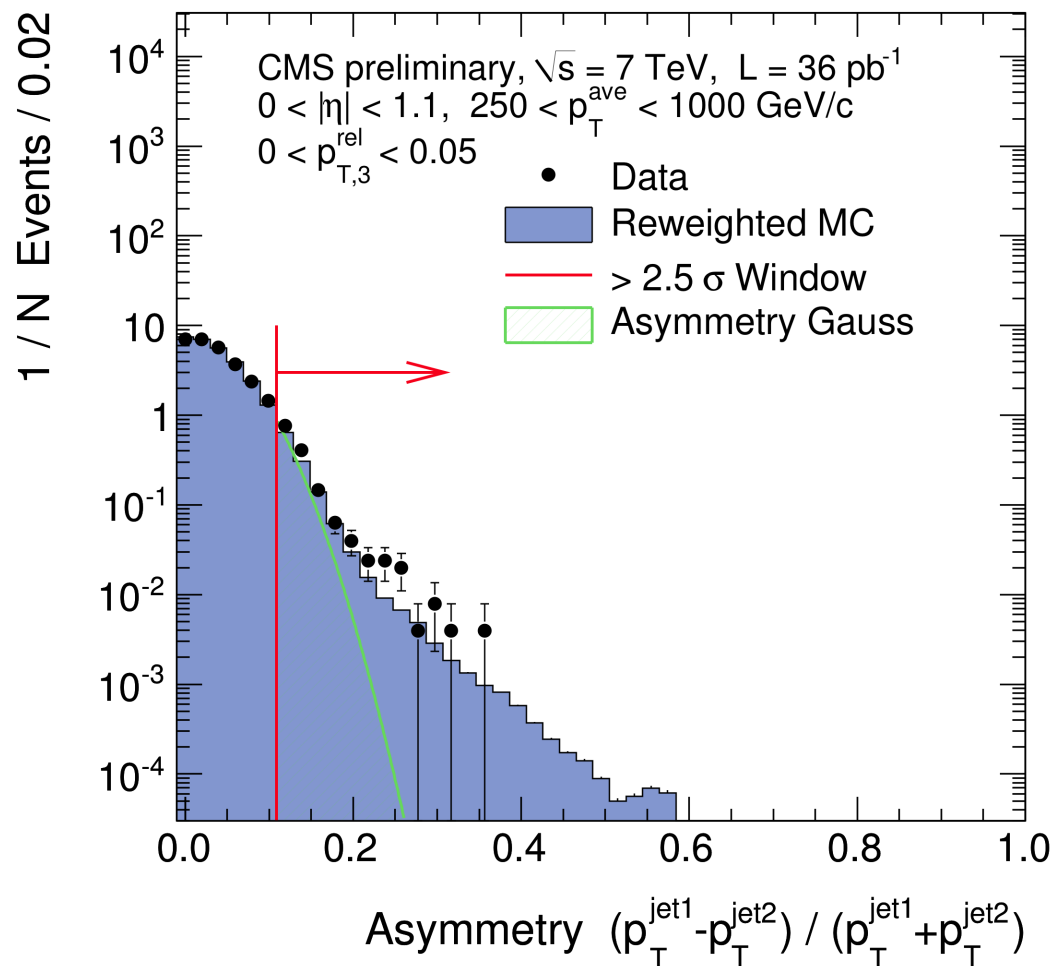 1 / N Events / 0.02
CMS preliminary, √s = 7 TeV, L = 36 pb⁻¹
0 < |η| < 1.1, 250 < p_T^ave < 1000 GeV/c
0 < p_T,3^rel < 0.05
Data
Reweighted MC
> 2.5 σ Window
Asymmetry Gauss
10⁴
10³
10²
10
1
10⁻¹
10⁻²
10⁻³
10⁻⁴
0.0 0.2 0.4 0.6 0.8 1.0
Asymmetry (p_T^jet1-p_T^jet2) / (p_T^jet1+p_T^jet2)